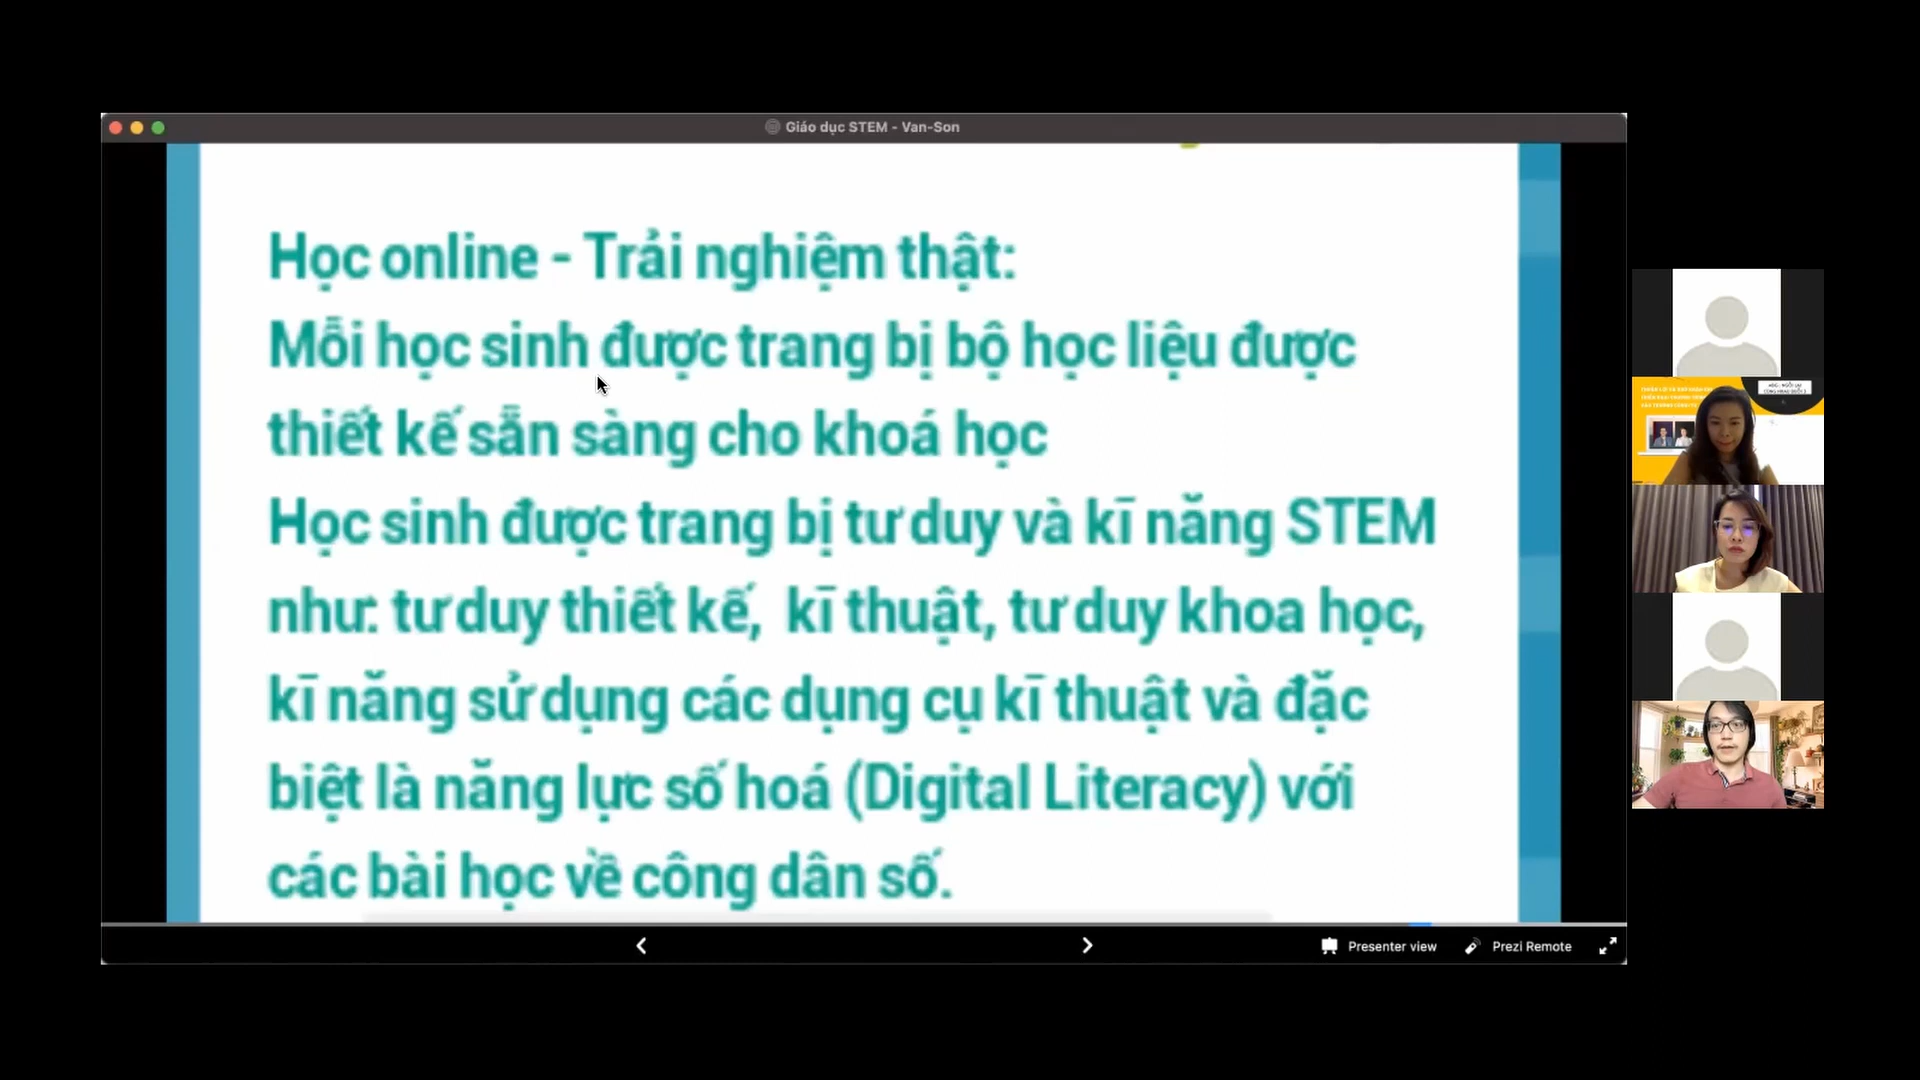 Giáo dục STEM - Van-Son
Học online - Trải nghiệm thật:
Mỗi học sinh được trang bị bộ học liệu được
thiết kế sẵn sàng cho khoá học
Học sinh được trang bị tư duy và kĩ năng STEM
như: tư duy thiết kế, kĩ thuật, tư duy khoa học,
kĩ năng sử dụng các dụng cụ kĩ thuật và đặc
biệt là năng lực số hoá (Digital Literacy) với
các bài học về công dân số.
Presenter view
Prezi Remote